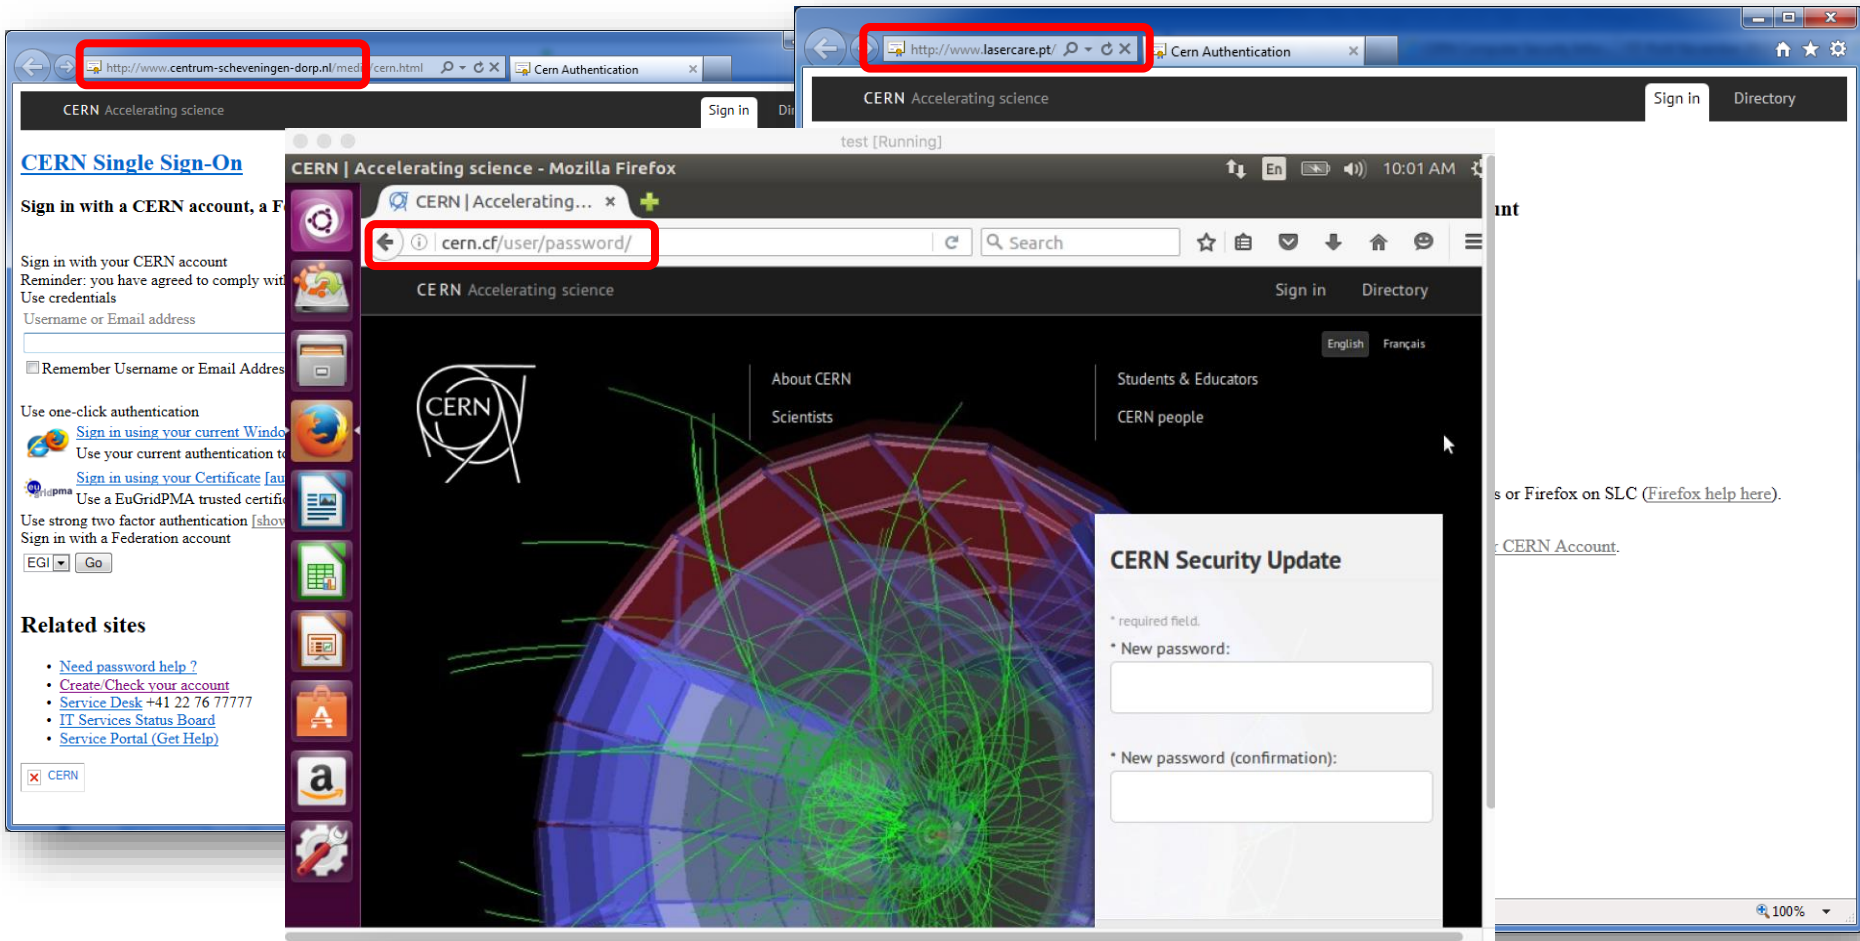 http://www.centrum-scheveningen-dorp.nl/medi /cern.html
Cern Authentication
CERN Accelerating science
Sign in
Di
CERN Single Sign-On
Sign in with a CERN account, a F
Sign in with your CERN account
Reminder: you have agreed to comply wit
Use credentials
Username or Email address
Remember Username or Email Addres
Use one-click authentication
Sign in using your current Windo
Use your current authentication to
Sign in using your Certificate [au
Use a EuGridPMA trusted certifi
Use strong two factor authentication [show
Sign in with a Federation account
EGI
Go
Related sites
Need password help ?
Create/Check your account
Service Desk +41 22 76 77777
IT Services Status Board
Service Portal (Get Help)
CERN
http://www.lasercare.pt/
Cern Authentication
CERN Accelerating science
Sign in
Directory
unt
s or Firefox on SLC (Firefox help here).
r CERN Account.
100%
test [Running]
CERN | Accelerating science - Mozilla Firefox
En
10:01 AM
CERN | Accelerating...
cern.cf/user/password/
Search
CERN Accelerating science
Sign in
Directory
English
Français
CERN
About CERN
Scientists
Students & Educators
CERN people
CERN Security Update
* required field.
* New password:
* New password (confirmation):